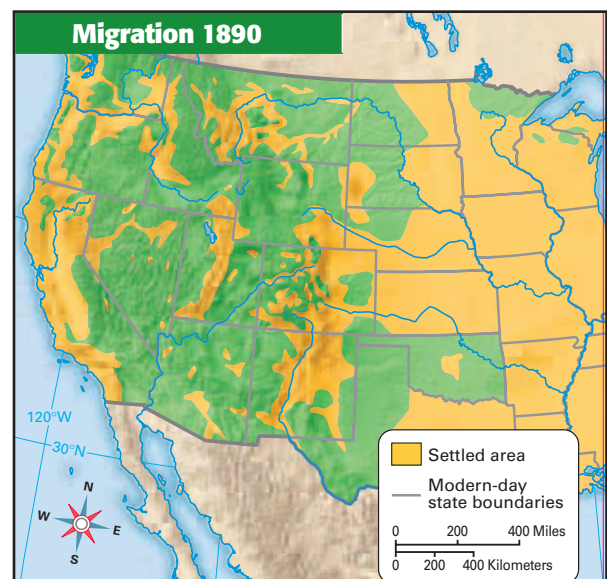 Migration 1890
120°W
30°N
N
W
E
S
Settled area
Modern-day
state boundaries
0 200 400 Miles
0 200 400 Kilometers